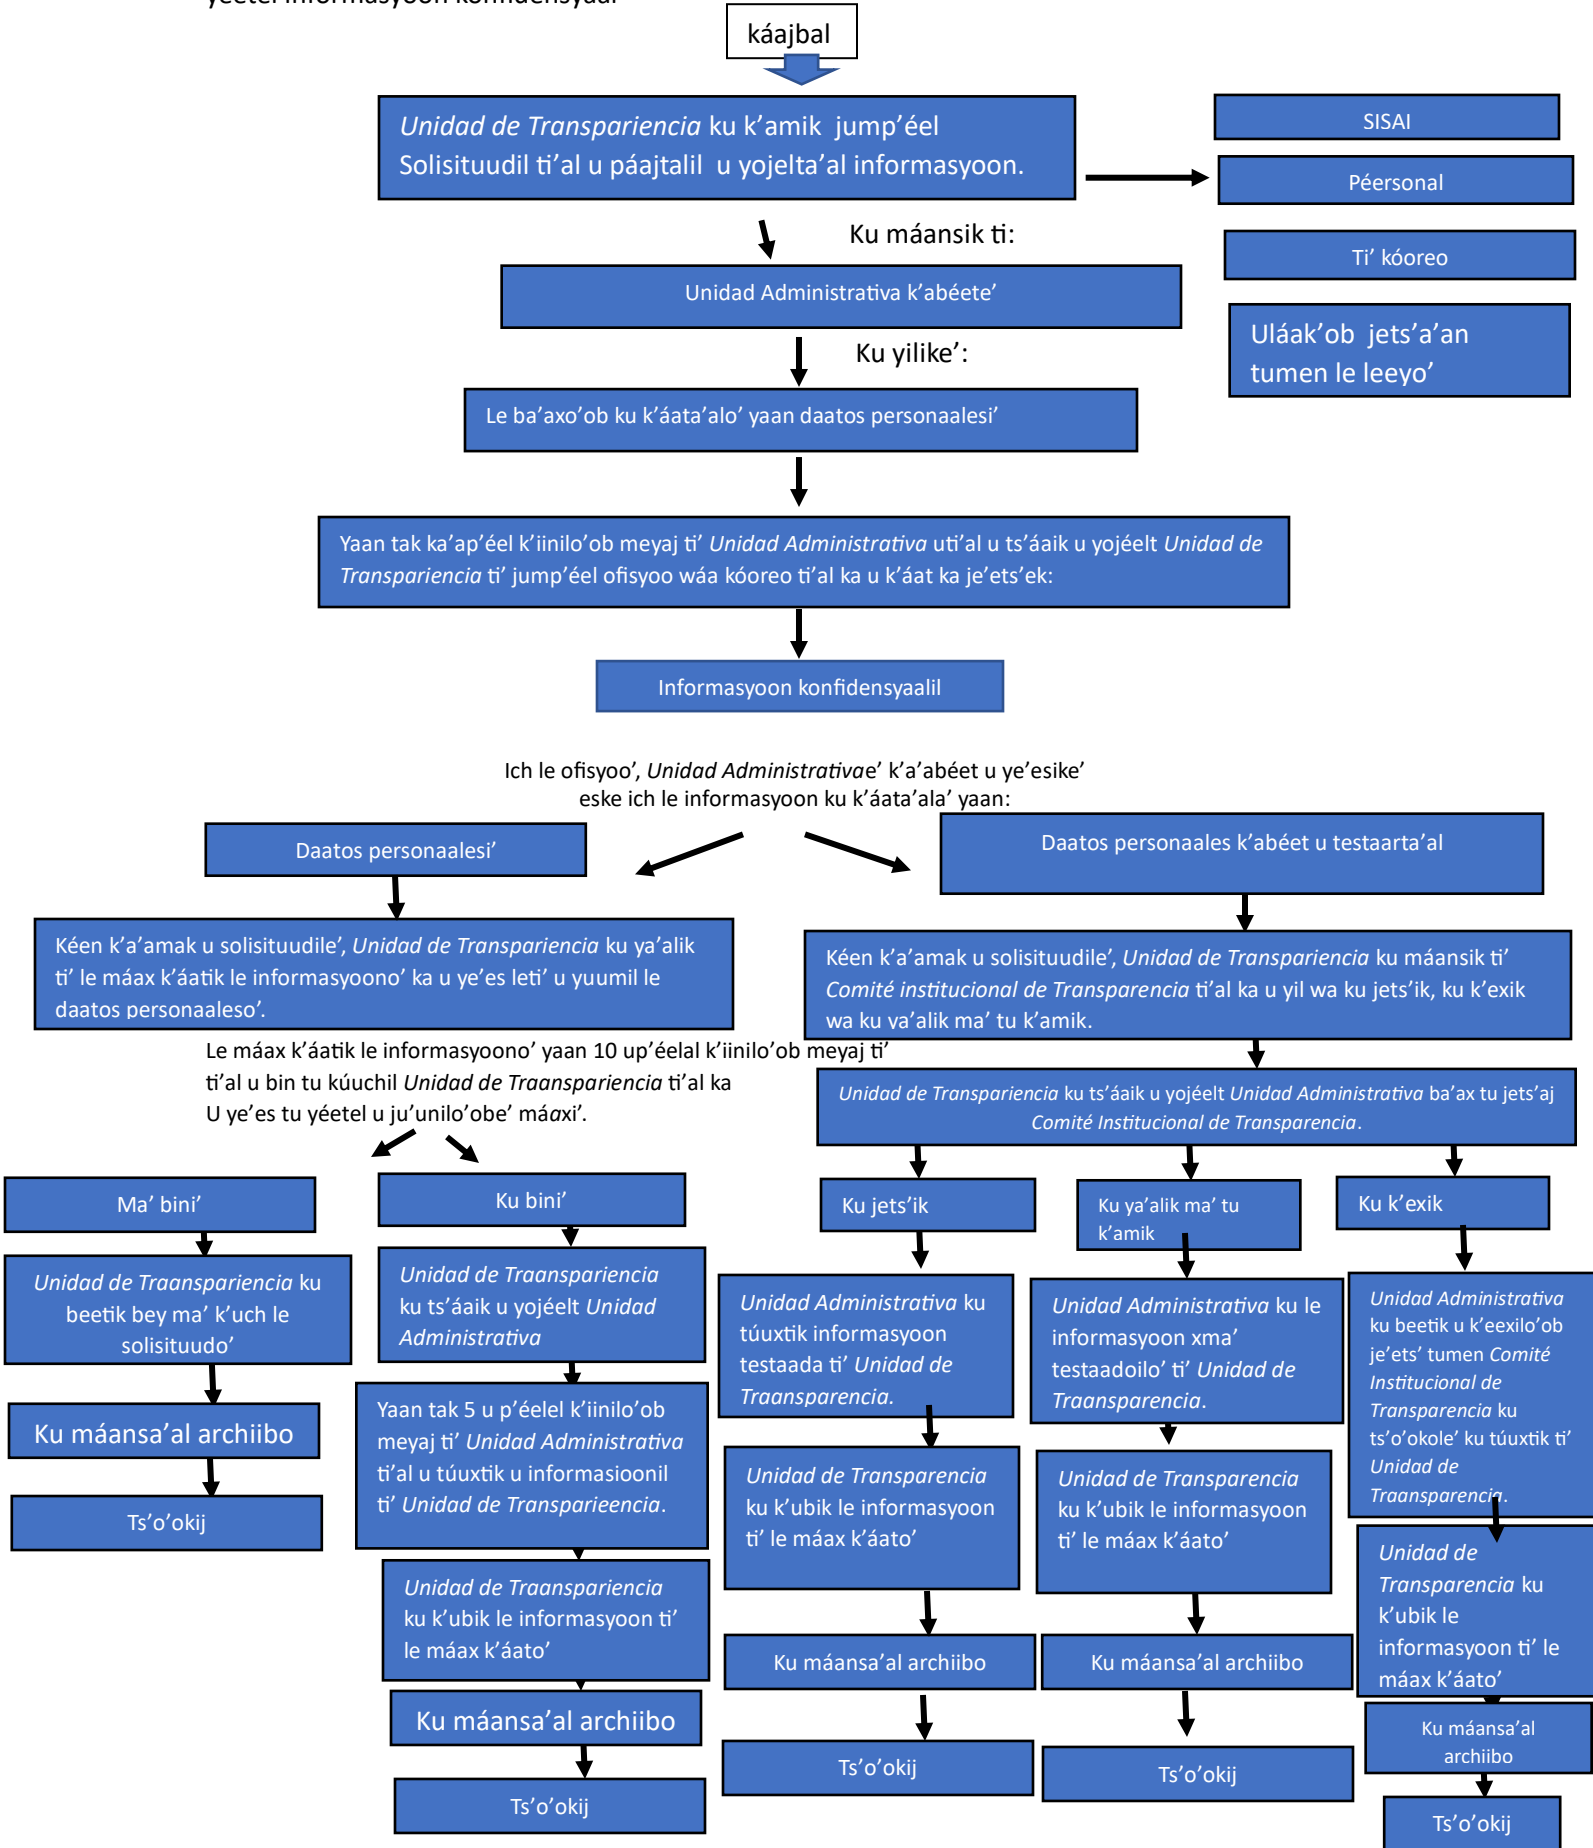 yéetel informasyoon konfidensyaal
káajbal
Unidad de Transpariencia ku k'amik jump'éel
Solisituudil ti'al u páajtalil u yojelta'al informasyoon.
SISAI
Péersonal
Ti' kóoreo
Uláak'ob jets'a'an
tumen le leeyo'
Ku máansik ti:
Unidad Administrativa k'abéete'
Ku yilike':
Le ba'axo'ob ku k'áata'alo' yaan daatos personaalesi'
Yaan tak ka'ap'éel k'iinilo'ob meyaj ti' Unidad Administrativa uti'al u ts'áaik u yojéelt Unidad de
Transpariencia ti' jump'éel ofisyoo wáa kóoreo ti'al ka u k'áat ka je'ets'ek:
Informasyoon konfidensyaalil
Ich le ofisyoo', Unidad Administrativae' k'a'abéet u ye'esike'
eske ich le informasyoon ku k'áata'ala' yaan:
Daatos personaalesi'
Daatos personaales k'abéet u testaarta'al
Kéen k'a'amak u solisituudile', Unidad de Transpariencia ku ya'alik
ti' le máax k'áatik le informasyoono' ka u ye'es leti' u yuumil le
daatos personaaleso'.
Kéen k'a'amak u solisituudile', Unidad de Transpariencia ku máansik ti'
Comité institucional de Transparencia ti'al ka u yil wa ku jets'ik, ku k'exik
wa ku ya'alik ma' tu k'amik.
Le máax k'áatik le informasyoono' yaan 10 up'éelal k'iinilo'ob meyaj ti'
ti'al u bin tu kúuchil Unidad de Traanspariencia ti'al ka
U ye'es tu yéetel u ju'unilo'obe' máaxi'.
Unidad de Transpariencia ku ts'áaik u yojéelt Unidad Administrativa ba'ax tu jets'aj
Comité Institucional de Transparencia.
Ma' bini'
Ku bini'
Ku jets'ik
Ku ya'alik ma' tu
k'amik
Ku k'exik
Unidad de Traanspariencia ku
beetik bey ma' k'uch le
solisituudo'
Unidad de Traanspariencia
ku ts'áaik u yojéelt Unidad
Administrativa
Unidad Administrativa ku
túuxtik informasyoon
testaada ti' Unidad de
Traansparencia.
Unidad Administrativa ku le
informasyoon xma'
testaadoilo' ti' Unidad de
Traansparencia.
Unidad Administrativa
ku beetik u k'eexilo'ob
je'ets' tumen Comité
Institucional de
Transparencia ku
ts'o'okole' ku túuxtik ti'
Unidad de
Traansparencia.
Ku máansa'al archiibo
Yaan tak 5 u p'éelel k'iinilo'ob
meyaj ti' Unidad Administrativa
ti'al u túuxtik u informasioonil
ti' Unidad de Transparieencia.
Unidad de Transparencia
ku k'ubik le informasyoon
ti' le máax k'áato'
Unidad de Transparencia
ku k'ubik le informasyoon
ti' le máax k'áato'
Unidad de
Transparencia ku
k'ubik le
informasyoon ti' le
máax k'áato'
Ts'o'okij
Unidad de Traanspariencia
ku k'ubik le informasyoon ti'
le máax k'áato'
Ku máansa'al archiibo
Ku máansa'al archiibo
Ku máansa'al archiibo
Ku máansa'al
archiibo
Ts'o'okij
Ts'o'okij
Ts'o'okij
Ts'o'okij